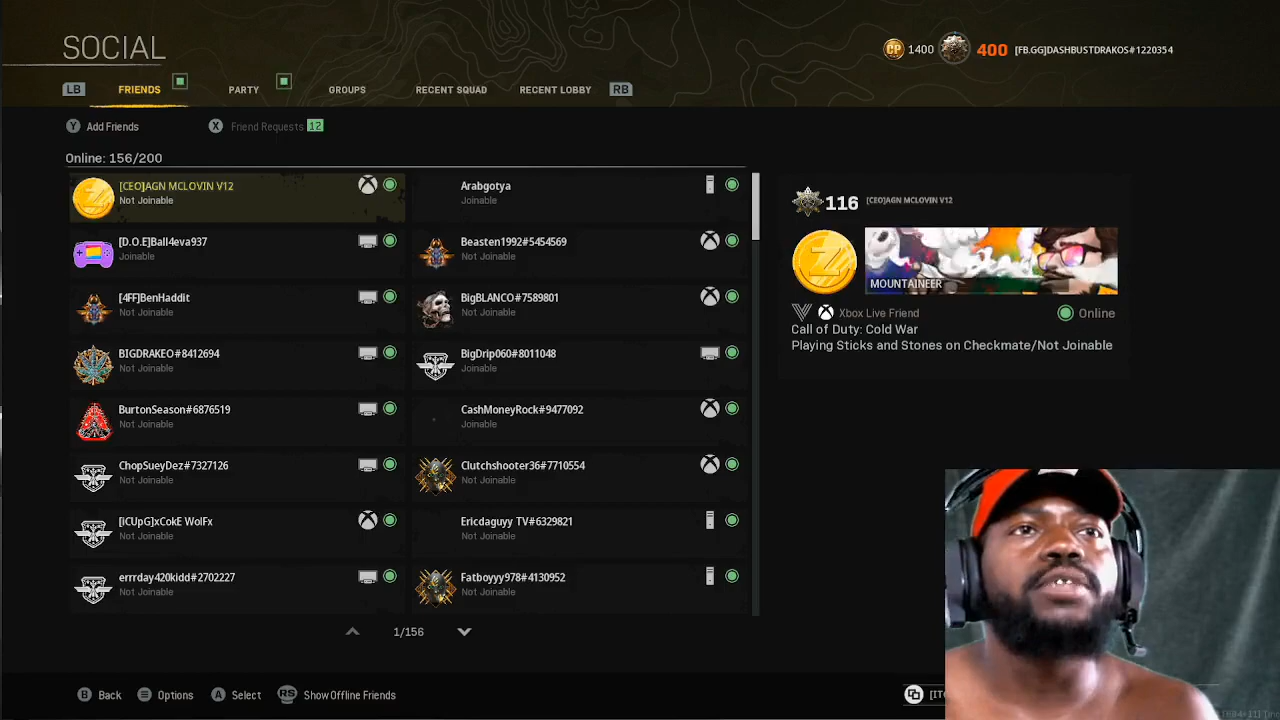 SOCIAL
CP 1400 400 [FB.GG]DASHBUSTDRAKOS#1220354
LB FRIENDS PARTY GROUPS RECENT SQUAD RECENT LOBBY RB
Y Add Friends X Friend Requests 12
Online: 156/200
[CEO]AGN MCLOVIN V12
Not Joinable
Arabgotya
Joinable
[D.O.E]Ball4eva937
Joinable
Beasten1992#5454569
Not Joinable
[4FF]BenHaddit
Not Joinable
BigBLANCO#7589801
Not Joinable
BIGDRAKEO#8412694
Not Joinable
BigDrip060#8011048
Joinable
BurtonSeason#6876519
Not Joinable
CashMoneyRock#9477092
Joinable
ChopSueyDez#7327126
Not Joinable
Clutchshooter36#7710554
Not Joinable
[iCUpG]xCokE WolFx
Not Joinable
Ericdaguyy TV#6329821
Not Joinable
errrday420kidd#2702227
Not Joinable
Fatboyyy978#4130952
Not Joinable
1/156
116 [CEO]AGN MCLOVIN V12
Z
MOUNTAINEER
Xbox Live Friend Online
Call of Duty: Cold War
Playing Sticks and Stones on Checkmate/Not Joinable
B Back Options A Select RS Show Offline Friends